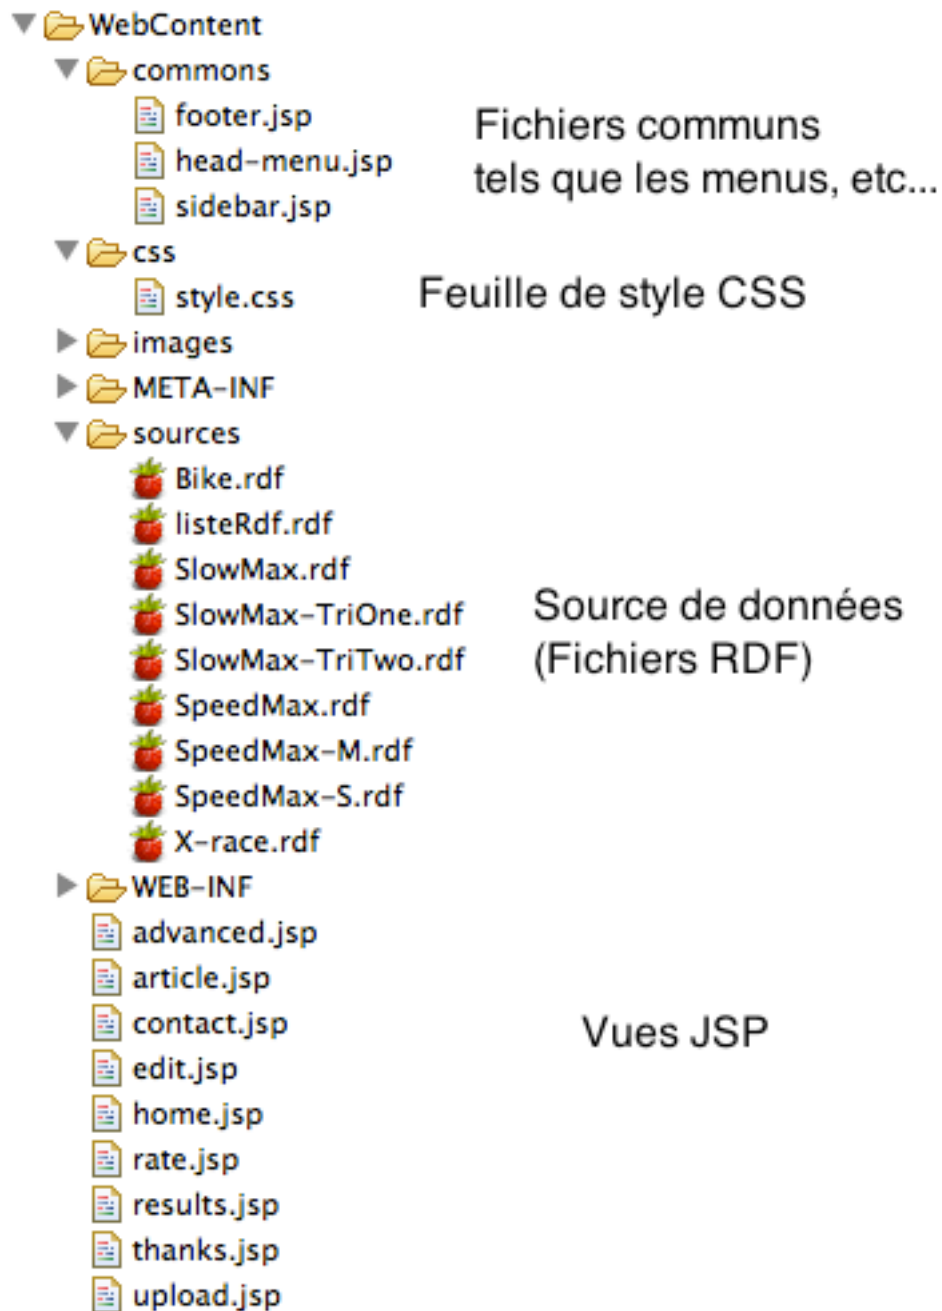 WebContent
commons
footer.jsp
head-menu.jsp
sidebar.jsp
Fichiers communs
tels que les menus, etc...
css
style.css
Feuille de style CSS
images
META-INF
sources
Bike.rdf
listeRdf.rdf
SlowMax.rdf
SlowMax-TriOne.rdf
SlowMax-TriTwo.rdf
SpeedMax.rdf
SpeedMax-M.rdf
SpeedMax-S.rdf
X-race.rdf
Source de données
(Fichiers RDF)
WEB-INF
advanced.jsp
article.jsp
contact.jsp
edit.jsp
home.jsp
rate.jsp
results.jsp
thanks.jsp
upload.jsp
Vues JSP